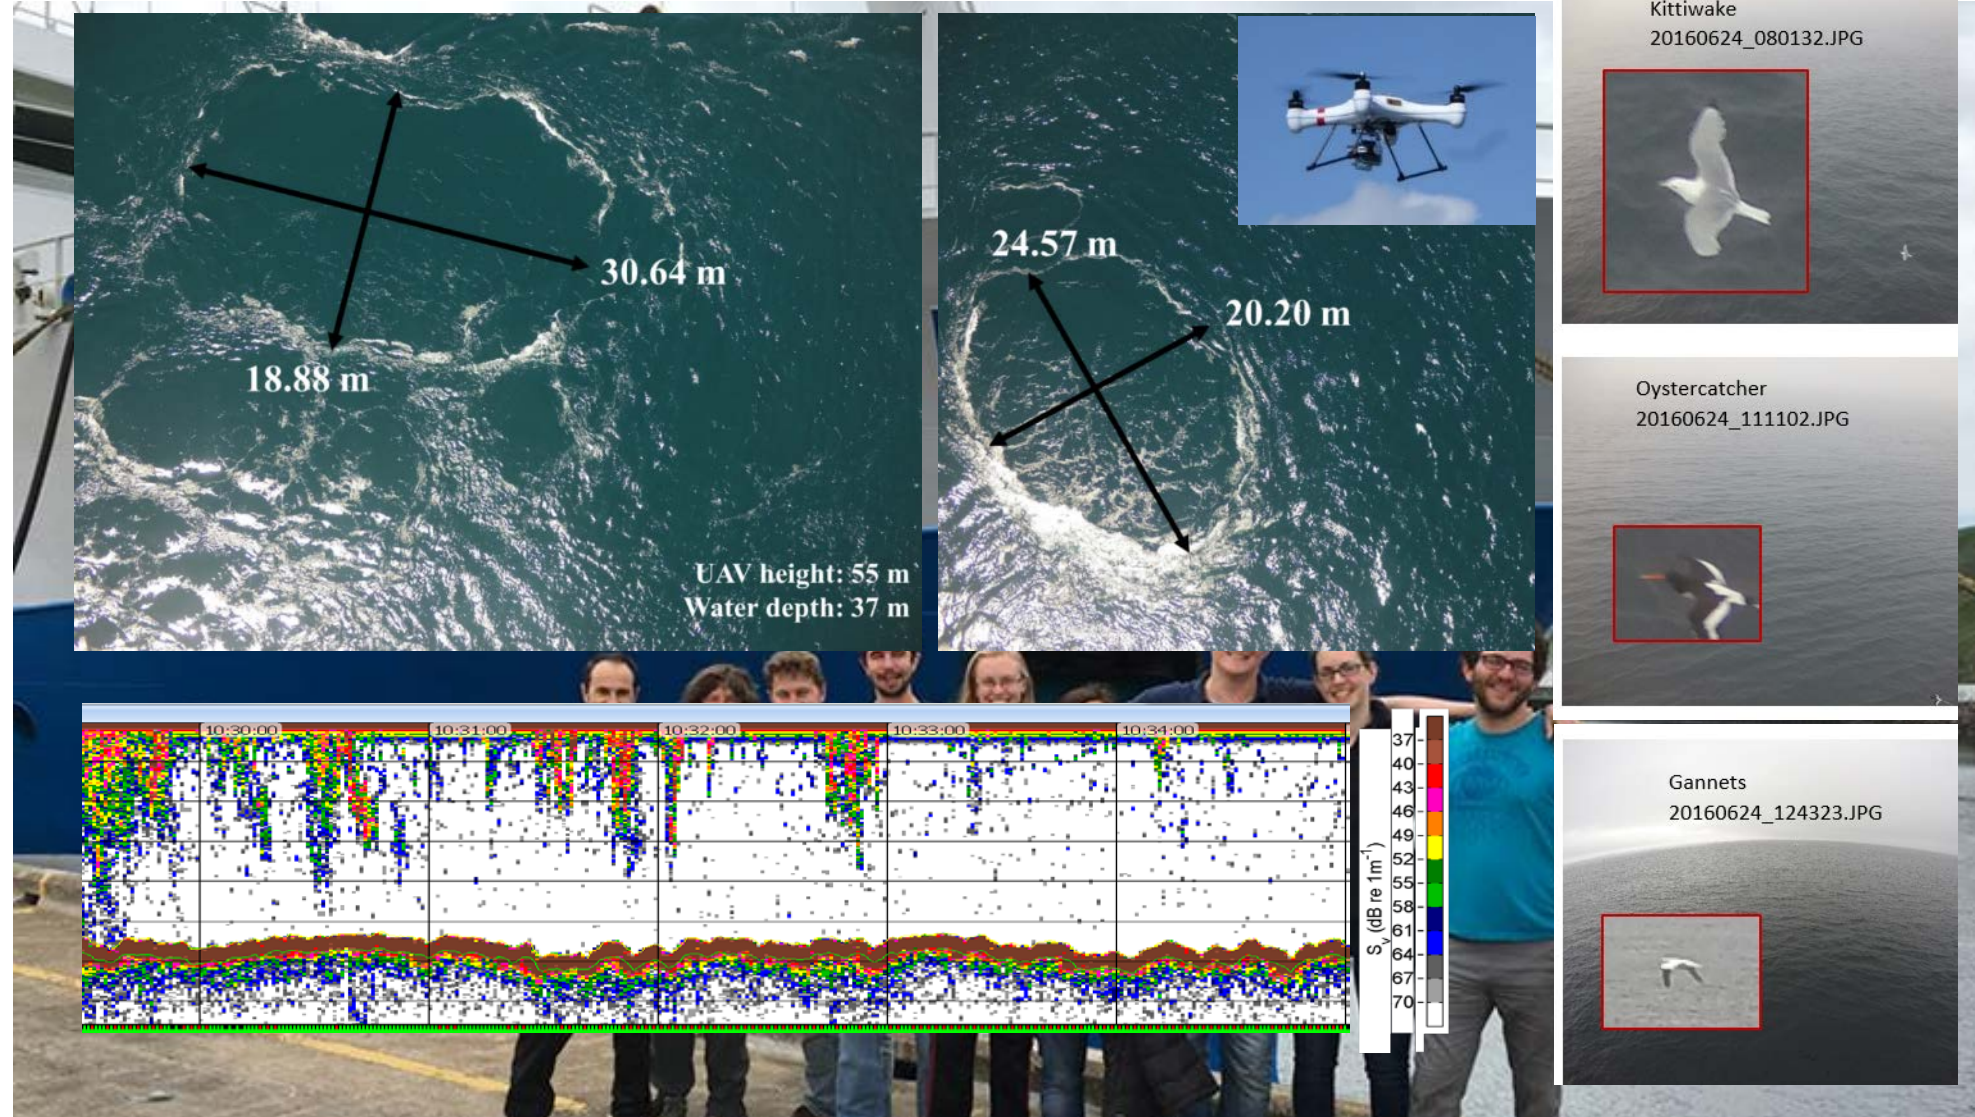 30.64 m
18.88 m
UAV height: 55 m
Water depth: 37 m
24.57 m
20.20 m
Kittiwake
20160624_080132.JPG
Oystercatcher
20160624_111102.JPG
Gannets
20160624_124323.JPG
10:30:00
10:31:00
10:32:00
10:33:00
10:34:00
Sv (dB re 1m-1)
37
40
43
46
49
52
55
58
61
64
67
70